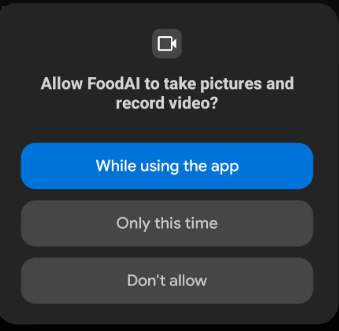 Allow FoodAI to take pictures and
record video?
While using the app
Only this time
Don't allow